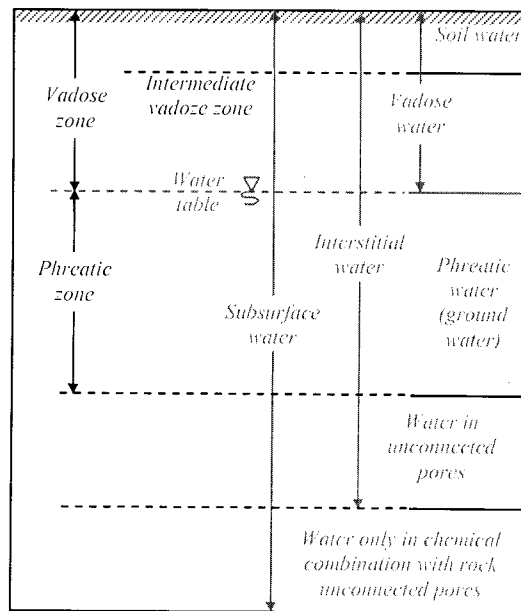 Soil water
Intermediate
vadoze zone
Vadose
zone
Vadose
water
Water
table
Interstitial
water
Phreatic
zone
Phreatic
water
(ground
water)
Subsurface
water
Water in
unconnected
pores
Water only in chemical
combination with rock
unconnected pores